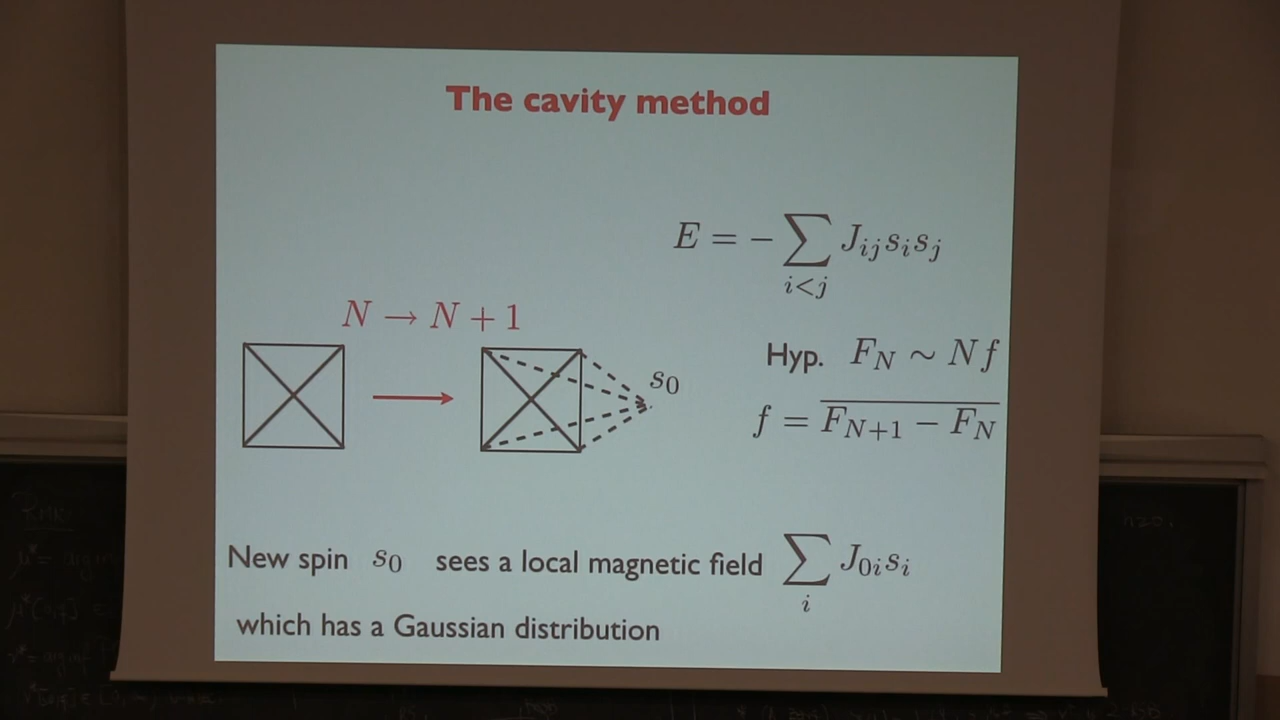 The cavity method
E = − ∑_{i<j} J_{ij} s_i s_j
N → N + 1
s_0
Hyp. F_N ∼ N f
f = \overline{F_{N+1} − F_N}
New spin s_0 sees a local magnetic field ∑_i J_{0i} s_i
which has a Gaussian distribution